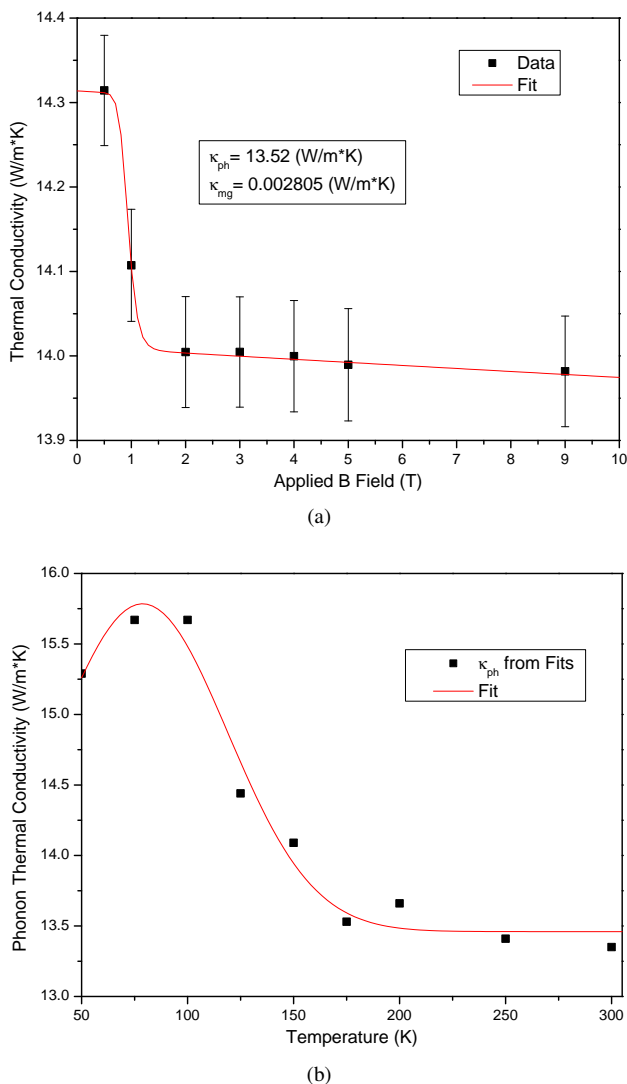 14.4
14.3
14.2
14.1
14.0
13.9
Thermal Conductivity (W/m*K)
Data
Fit
κph= 13.52 (W/m*K)
κmg= 0.002805 (W/m*K)
0 1 2 3 4 5 6 7 8 9 10
Applied B Field (T)
(a)
16.0
15.5
15.0
14.5
14.0
13.5
13.0
Phonon Thermal Conductivity (W/m*K)
κph from Fits
Fit
50 100 150 200 250 300
Temperature (K)
(b)